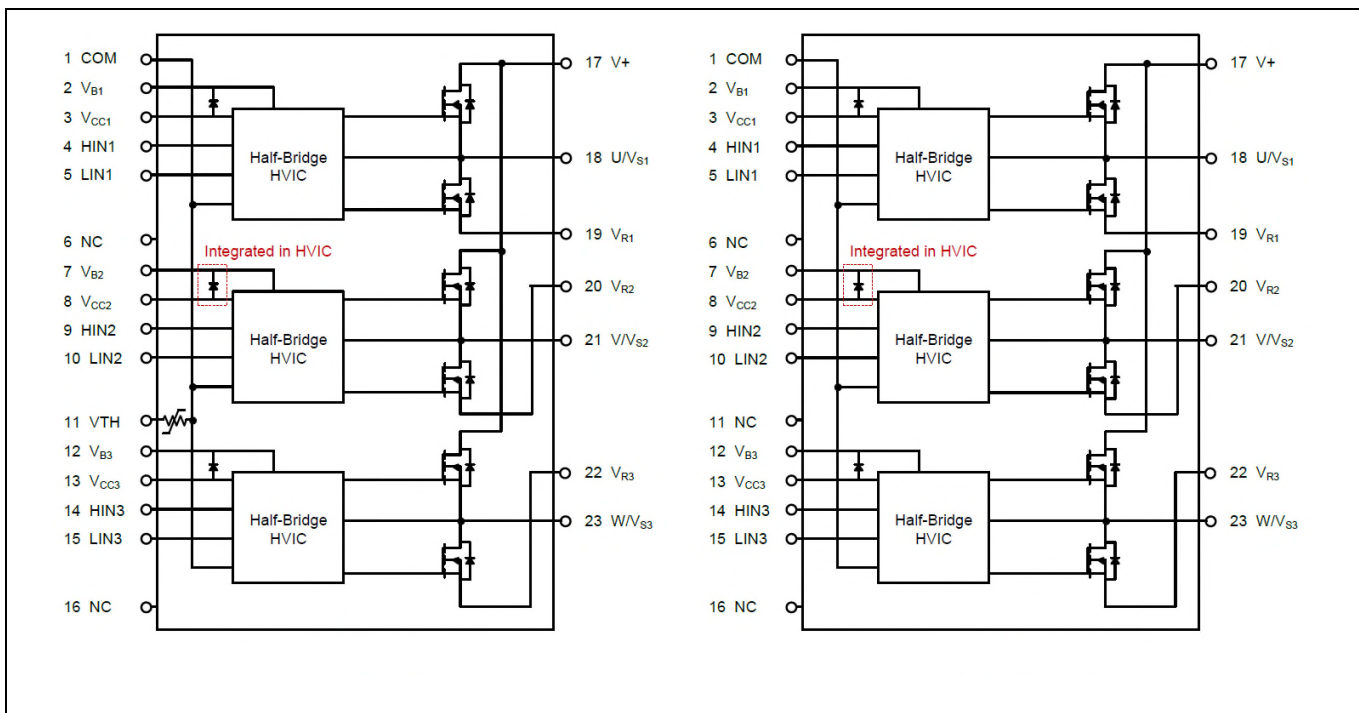 1 COM
2 VB1
3 VCC1
4 HIN1
5 LIN1
6 NC
7 VB2
8 VCC2
9 HIN2
10 LIN2
11 VTH
12 VB3
13 VCC3
14 HIN3
15 LIN3
16 NC
Half-Bridge
HVIC
Integrated in HVIC
Half-Bridge
HVIC
Half-Bridge
HVIC
17 V+
18 U/VS1
19 VR1
20 VR2
21 V/VS2
22 VR3
23 W/VS3
1 COM
2 VB1
3 VCC1
4 HIN1
5 LIN1
6 NC
7 VB2
8 VCC2
9 HIN2
10 LIN2
11 NC
12 VB3
13 VCC3
14 HIN3
15 LIN3
16 NC
Half-Bridge
HVIC
Integrated in HVIC
Half-Bridge
HVIC
Half-Bridge
HVIC
17 V+
18 U/VS1
19 VR1
20 VR2
21 V/VS2
22 VR3
23 W/VS3